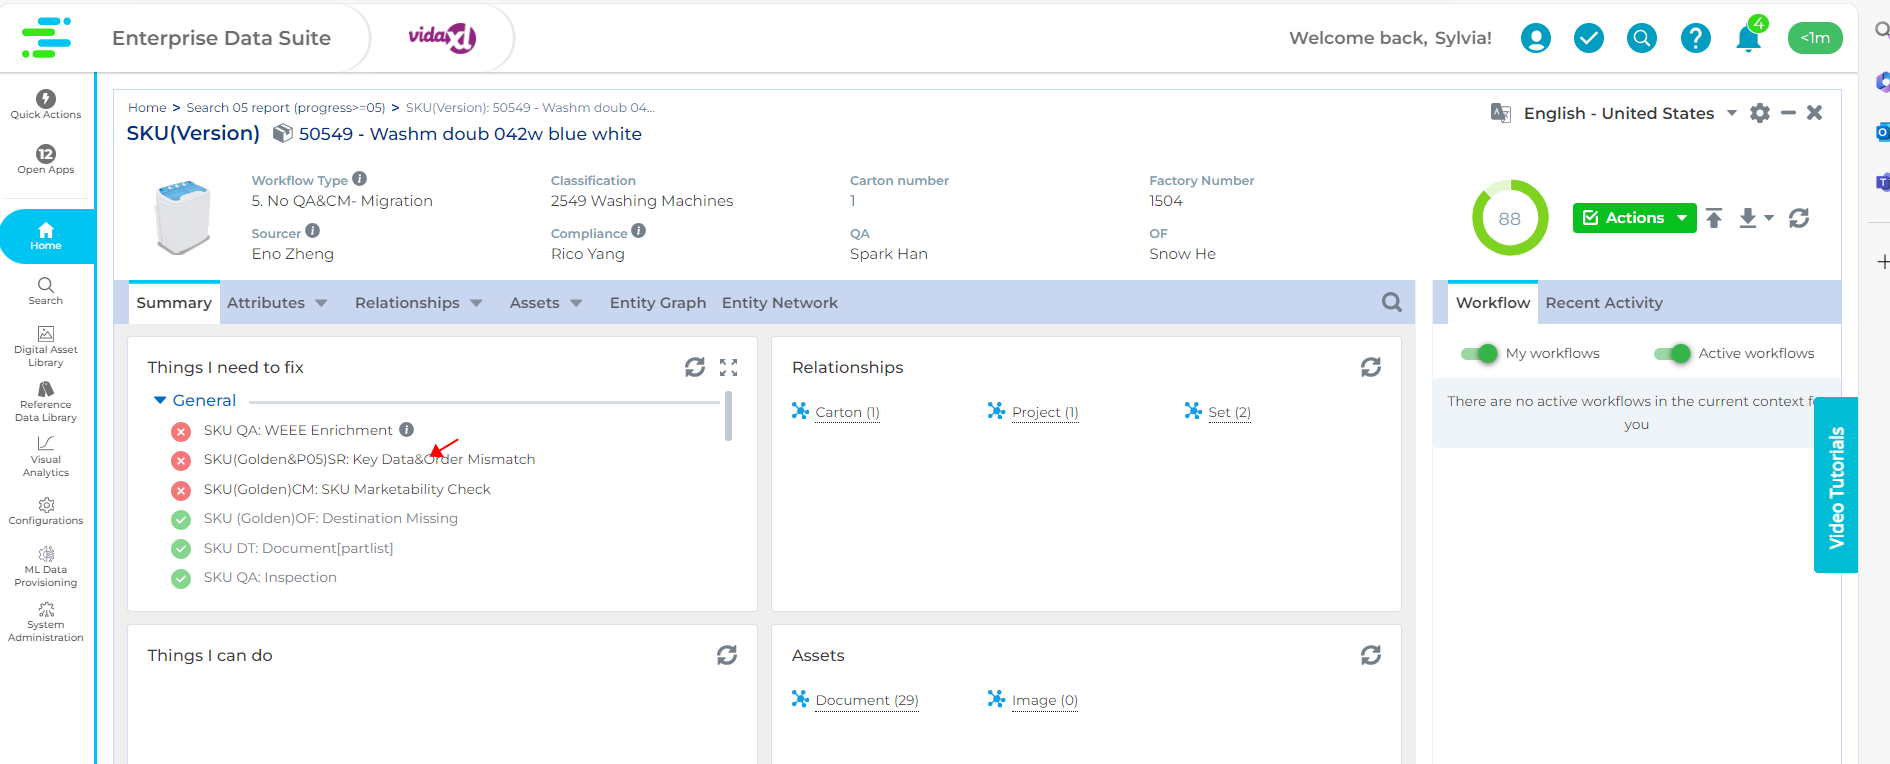 Enterprise Data Suite
vidaXL
Welcome back, Sylvia!
4
<1m
Quick Actions
12
Open Apps
Home
Search
Digital Asset
Library
Reference
Data Library
Visual
Analytics
Configurations
ML Data
Provisioning
System
Administration
Home > Search 05 report (progress>=05) > SKU(Version): 50549 - Washm doub 04...
SKU(Version) 50549 - Washm doub 042w blue white
English - United States
Workflow Type
5. No QA&CM- Migration
Classification
2549 Washing Machines
Carton number
1
Factory Number
1504
Sourcer
Eno Zheng
Compliance
Rico Yang
QA
Spark Han
OF
Snow He
88
Actions
Summary Attributes Relationships Assets Entity Graph Entity Network
Workflow Recent Activity
Things I need to fix
General
SKU QA: WEEE Enrichment
SKU(Golden&P05)SR: Key Data&Order Mismatch
SKU(Golden)CM: SKU Marketability Check
SKU (Golden)OF: Destination Missing
SKU DT: Document[partlist]
SKU QA: Inspection
Relationships
Carton (1) Project (1) Set (2)
My workflows Active workflows
There are no active workflows in the current context f
you
Video Tutorials
Things I can do
Assets
Document (29) Image (0)